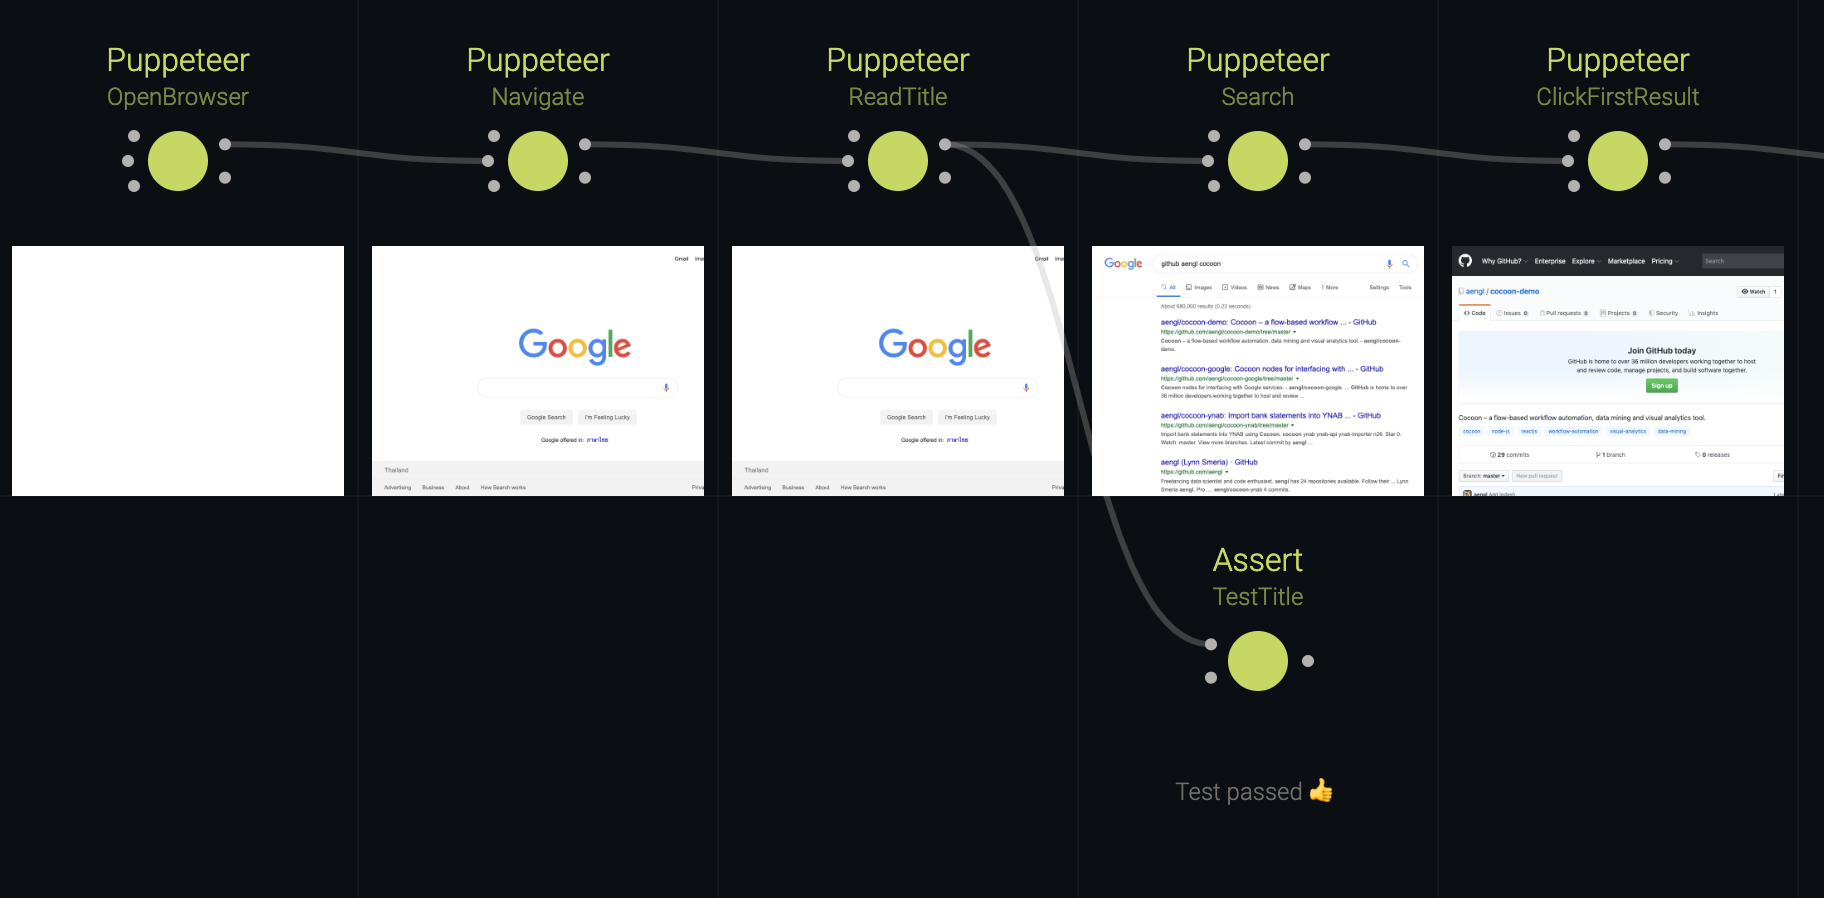 Puppeteer
OpenBrowser
Puppeteer
Navigate
Puppeteer
ReadTitle
Puppeteer
Search
Puppeteer
ClickFirstResult
Gmail
Google
Google Search I'm Feeling Lucky
Google offered in: ภาษาไทย
Thailand
Advertising Business About How Search works
Gmail
Google
Google Search I'm Feeling Lucky
Google offered in: ภาษาไทย
Thailand
Advertising Business About How Search works
Google github aengl cocoon
All Images Videos News Maps More Settings Tools
About 680,000 results (0.23 seconds)
aengl/cocoon-demo: Cocoon – a flow-based workflow ... - GitHub
https://github.com/aengl/cocoon-demo/tree/master
Cocoon – a flow-based workflow automation, data mining and visual analytics tool. - aengl/cocoon-
demo.
aengl/cocoon-google: Cocoon nodes for interfacing with ... - GitHub
https://github.com/aengl/cocoon-google/tree/master
Cocoon nodes for interfacing with Google services. - aengl/cocoon-google. ... GitHub is home to over
36 million developers working together to host and review ...
aengl/cocoon-ynab: Import bank statements into YNAB ... - GitHub
https://github.com/aengl/cocoon-ynab/tree/master
Import bank statements into YNAB using Cocoon. cocoon ynab ynab-api ynab-importer n26. Star 0.
Watch. master. View more branches. Latest commit by aengl ...
aengl (Lynn Smeria) · GitHub
https://github.com/aengl
Freelancing data scientist and code enthusiast. aengl has 24 repositories available. Follow their ... Lynn
Smeria aengl. Pro ... aengl/cocoon-ynab 4 commits.
Why GitHub? Enterprise Explore Marketplace Pricing Search
aengl / cocoon-demo Watch 1
Code Issues 0 Pull requests 0 Projects 0 Security Insights
Join GitHub today
GitHub is home to over 36 million developers working together to host
and review code, manage projects, and build software together.
Sign up
Cocoon – a flow-based workflow automation, data mining and visual analytics tool.
cocoon node-js reactjs workflow-automation visual-analytics data-mining
29 commits 1 branch 0 releases
Branch: master New pull request
aengl
Assert
TestTitle
Test passed 👍